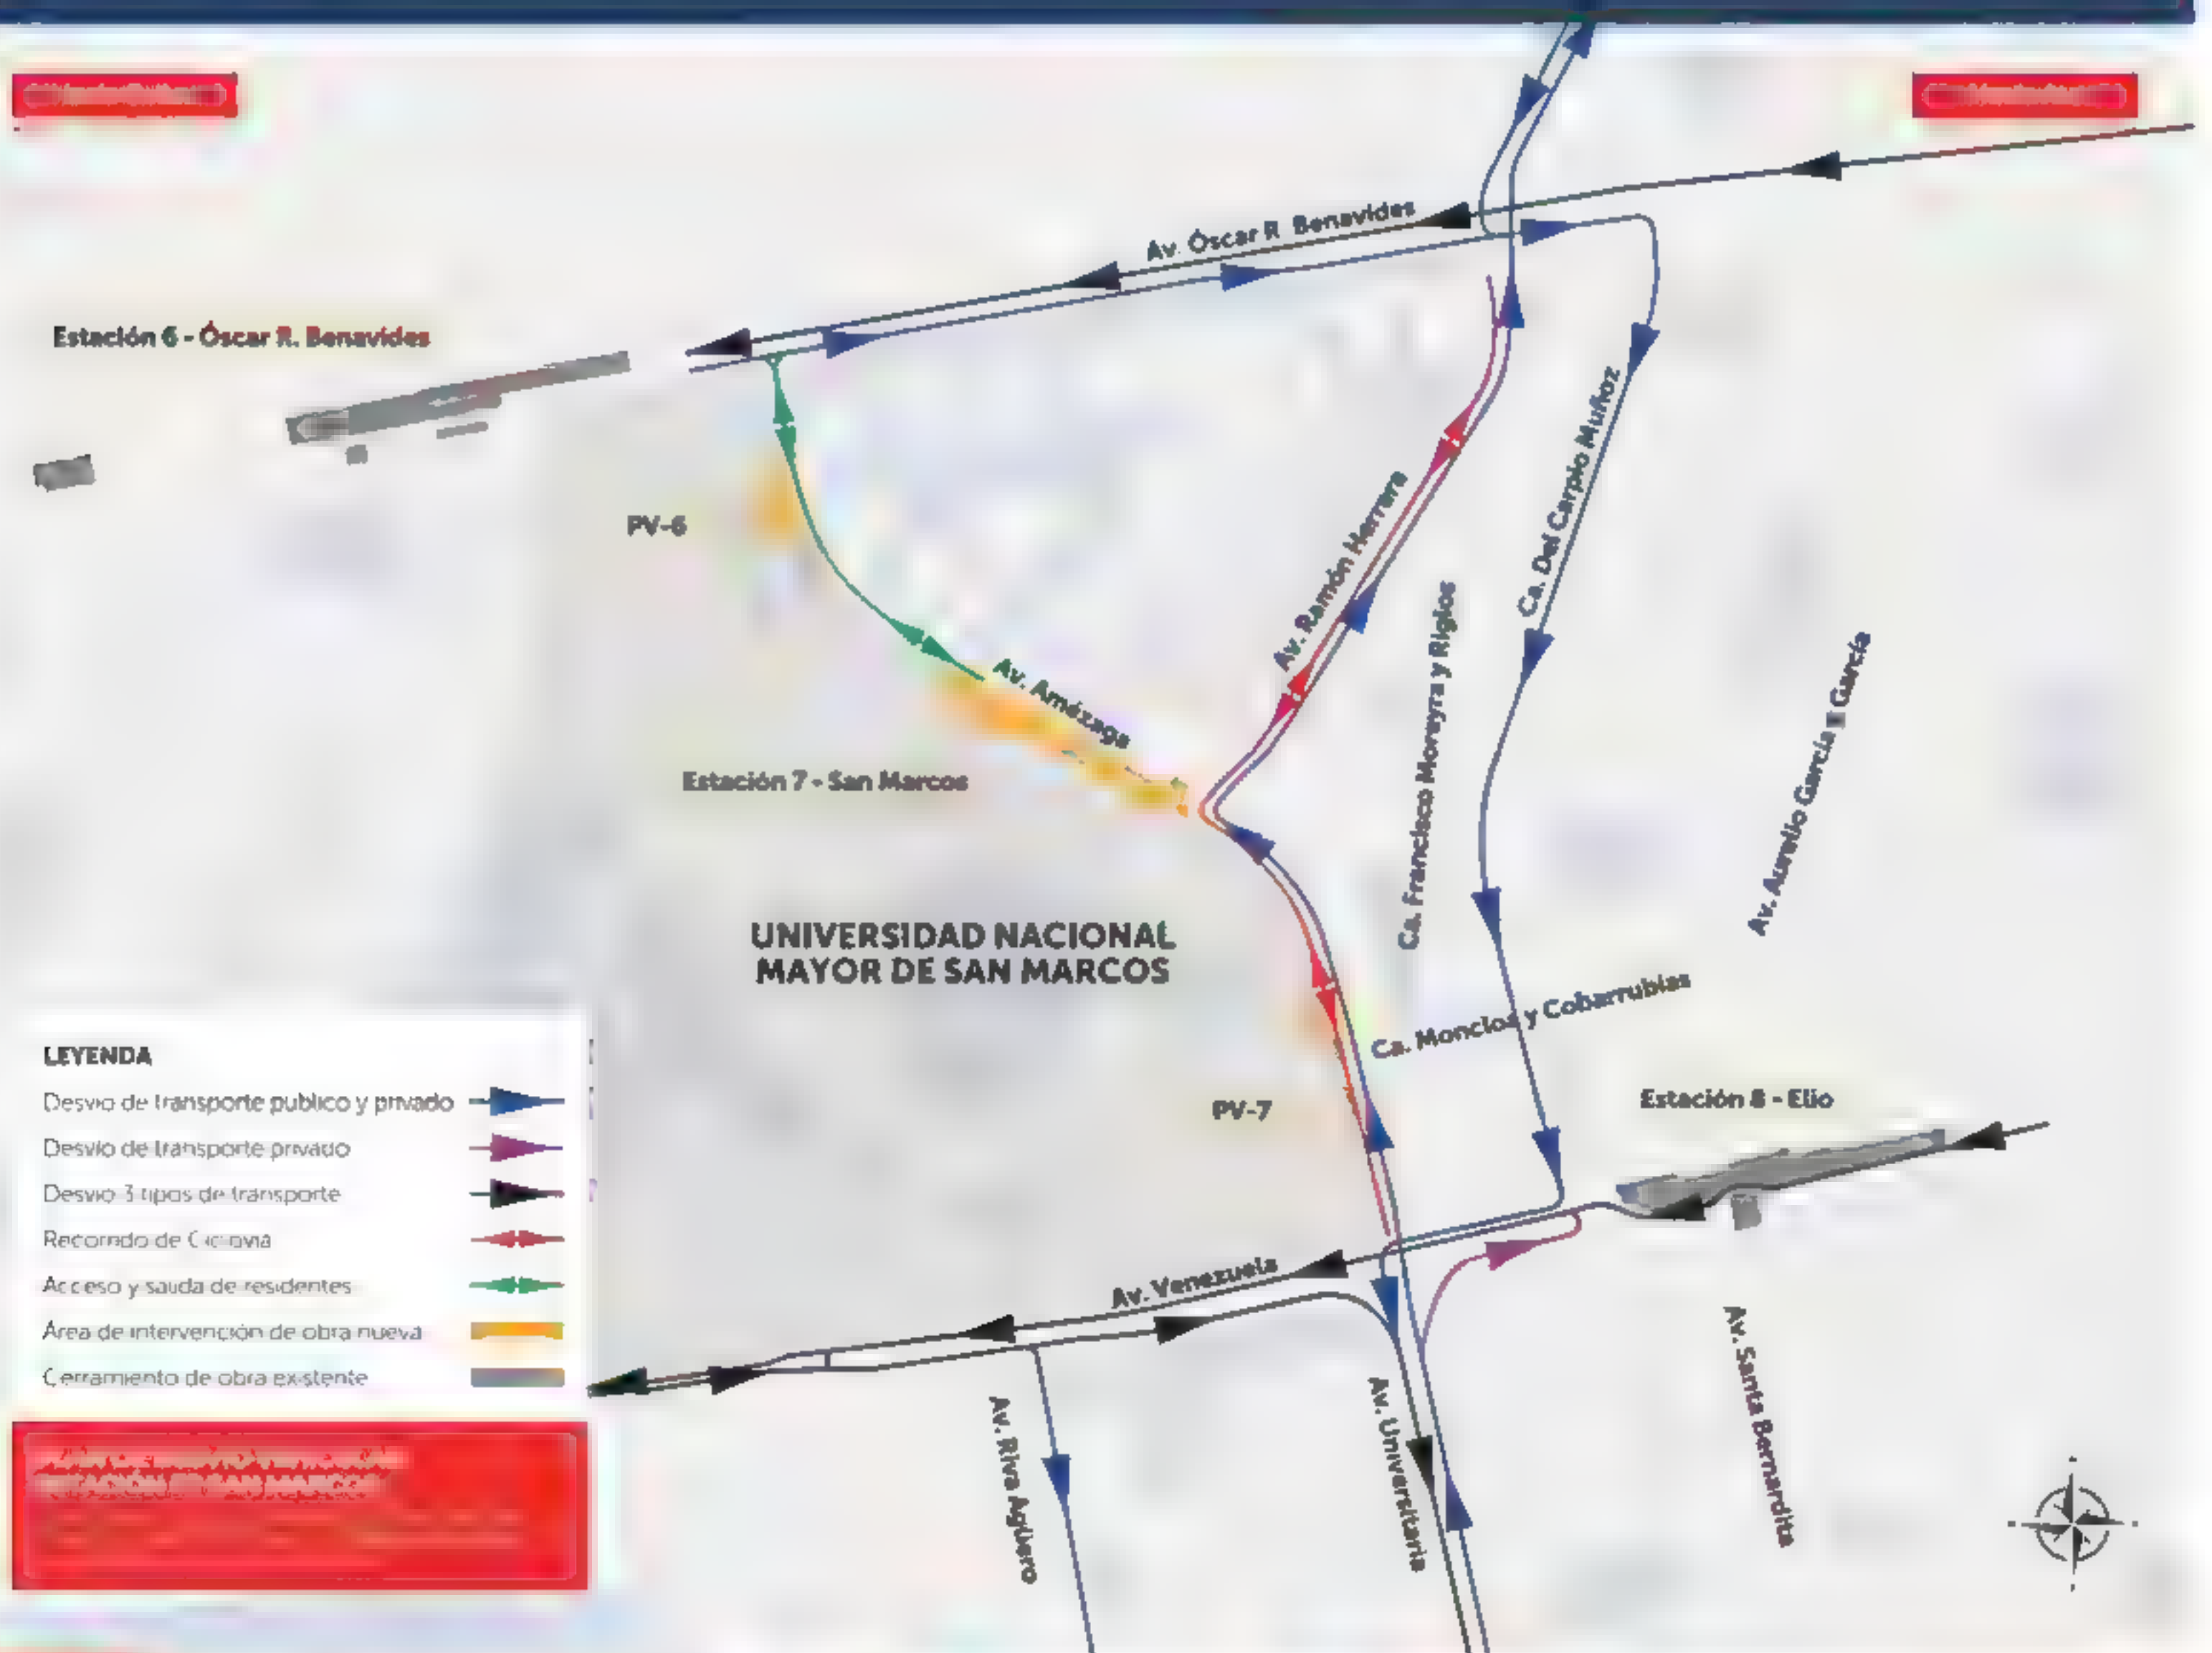 Av. Óscar R. Benavides
Estación 6 - Óscar R. Benavides
PV-6
Av. Ramón Herrera
Ca. Del Carpio Muñoz
Ca. Francisco Moreyra y Riglos
Av. Aurelio García y García
Av. Amézaga
Estación 7 - San Marcos
UNIVERSIDAD NACIONAL
MAYOR DE SAN MARCOS
Ca. Moncloa y Cobarrubias
PV-7
Estación 8 - Elio
LEYENDA
Desvío de transporte público y privado
Desvío de transporte privado
Desvío 3 tipos de transporte
Recorrido de Ciclovía
Acceso y salida de residentes
Área de intervención de obra nueva
Cerramiento de obra existente
Av. Venezuela
Av. Riva Agüero
Av. Universitaria
Av. Santa Bernardita